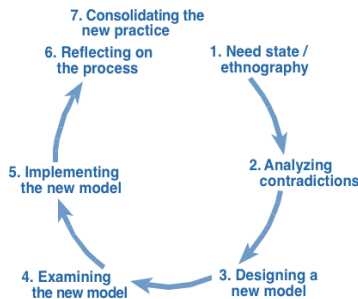 7. Consolidating the
new practice
6. Reflecting on
the process
1. Need state /
ethnography
2. Analyzing
contradictions
3. Designing a
new model
4. Examining
the new model
5. Implementing
the new model